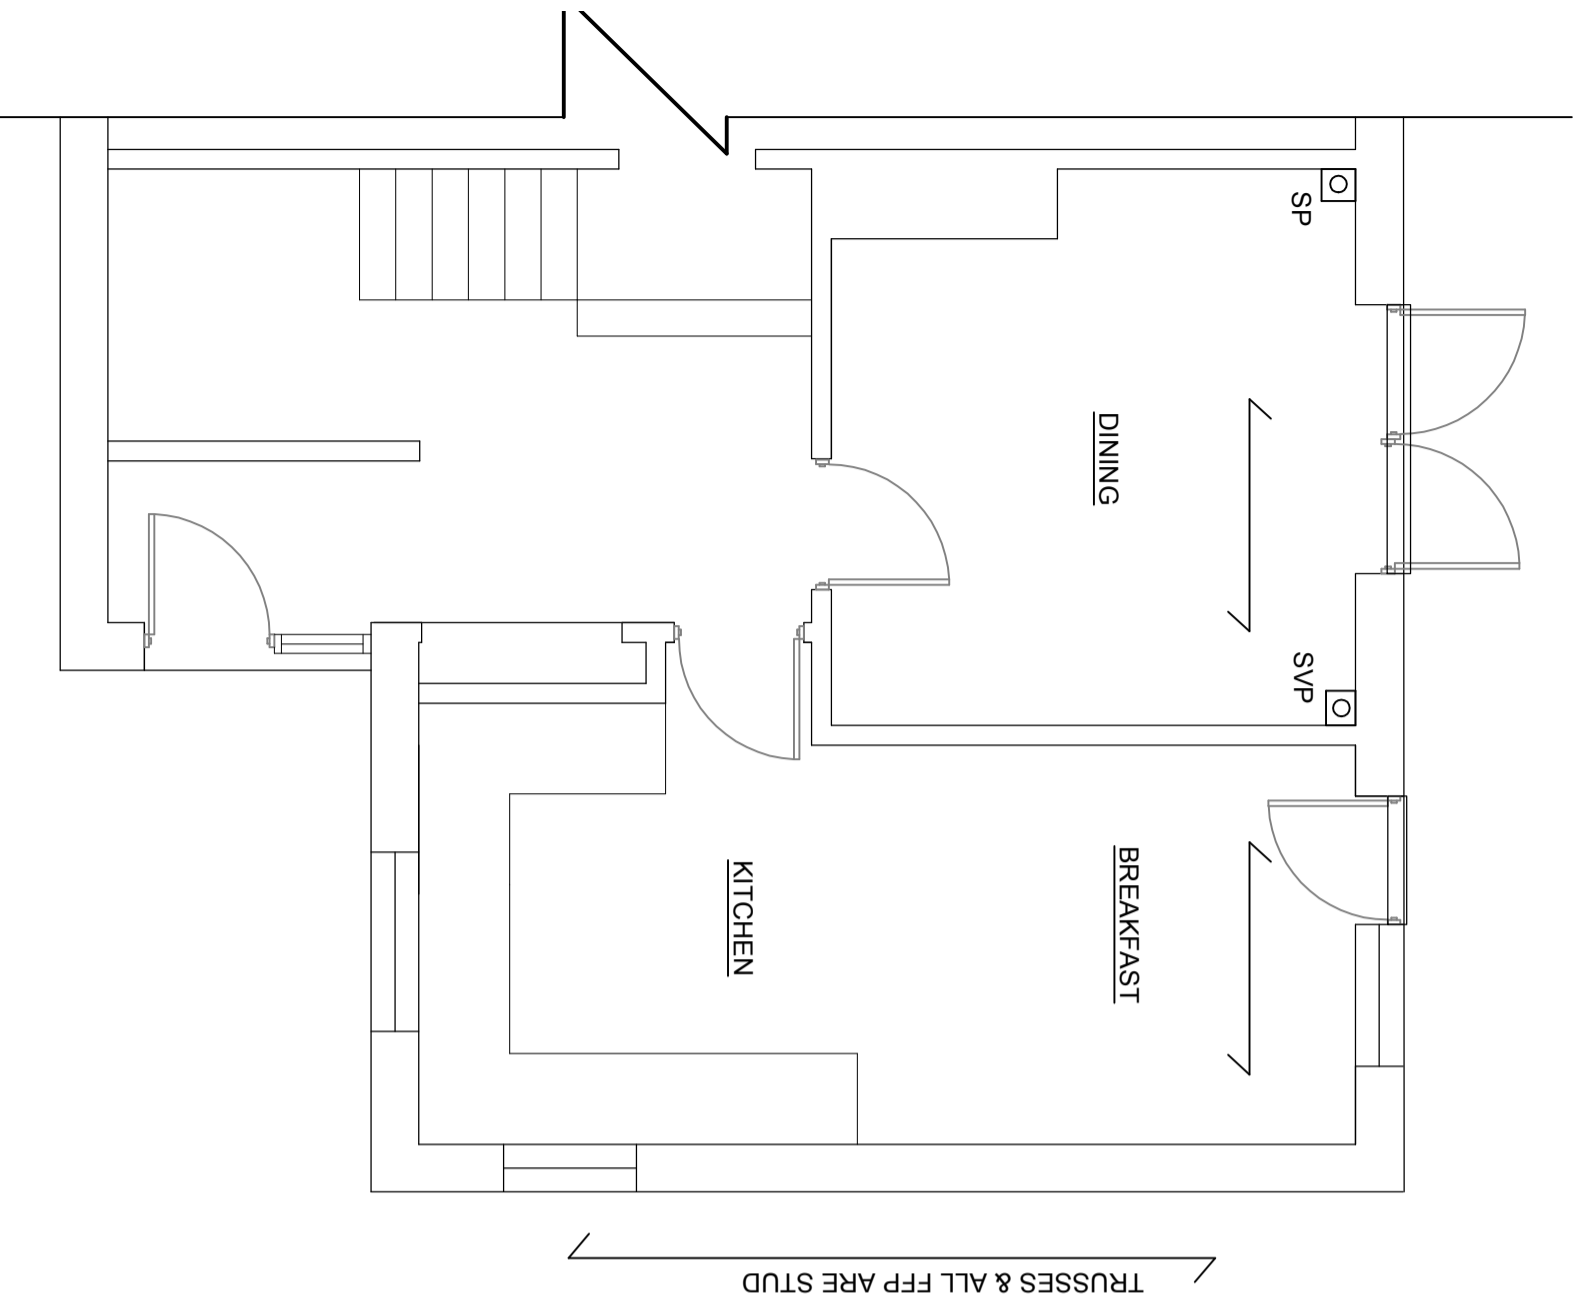 SP
DINING
SVP
KITCHEN
BREAKFAST
TRUSSES & ALL FFP ARE STUD